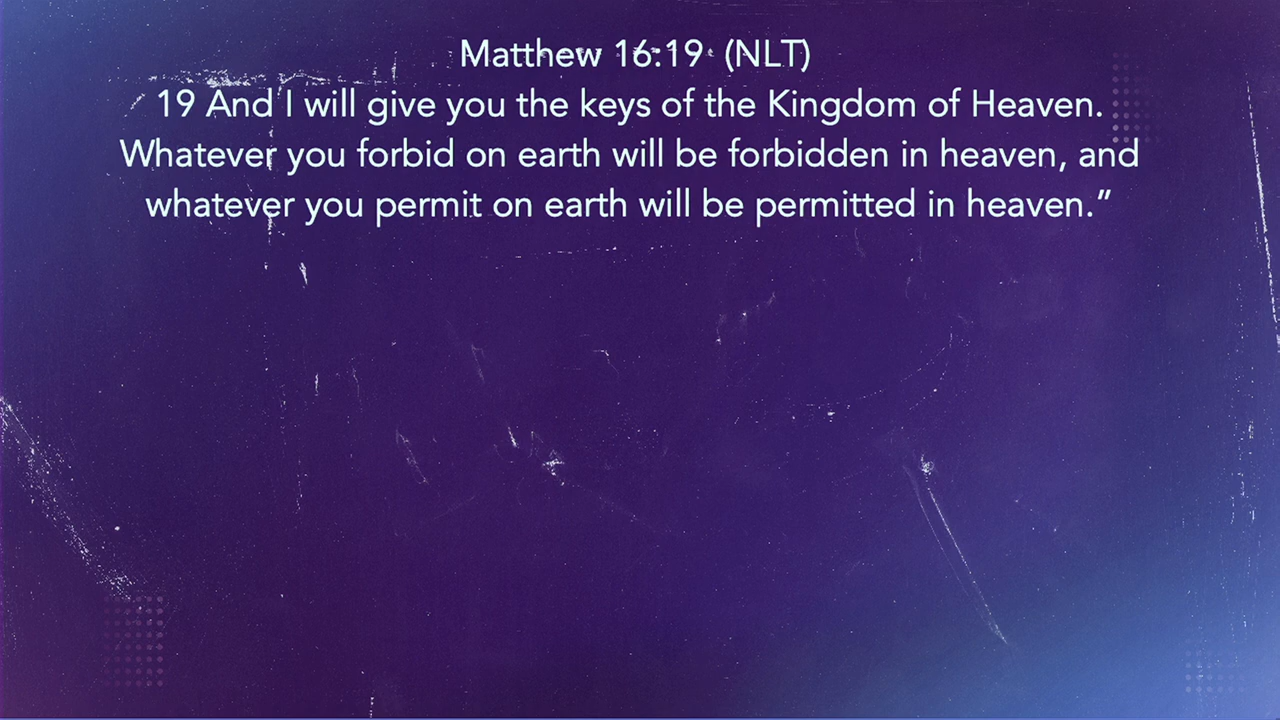 Matthew 16:19 (NLT)
19 And I will give you the keys of the Kingdom of Heaven.
Whatever you forbid on earth will be forbidden in heaven, and
whatever you permit on earth will be permitted in heaven.”